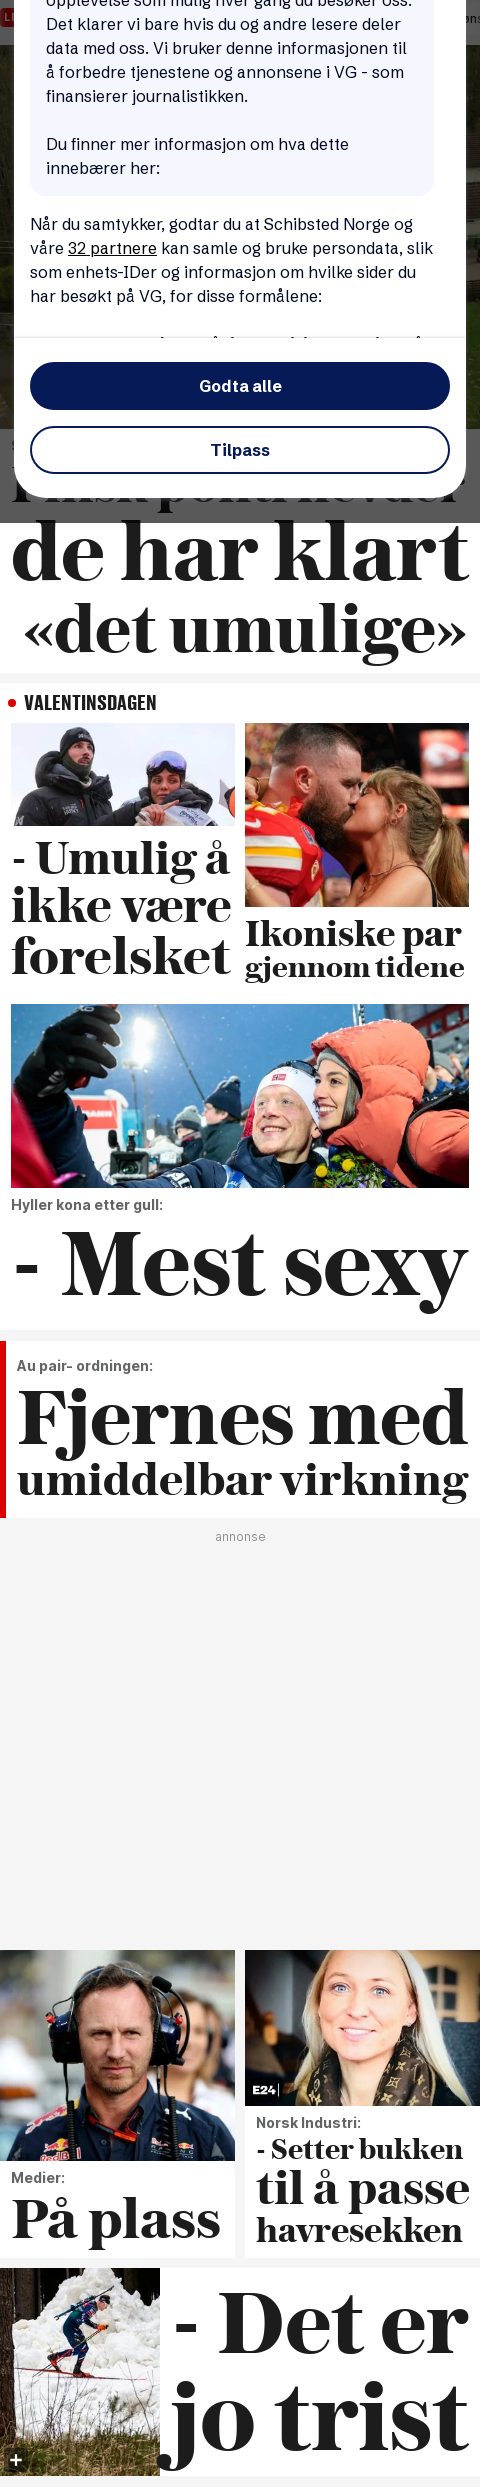 opplevelse som mulig hver gang du besøker oss.
Det klarer vi bare hvis du og andre lesere deler
data med oss. Vi bruker denne informasjonen til
å forbedre tjenestene og annonsene i VG - som
finansierer journalistikken.
Du finner mer informasjon om hva dette
innebærer her:
Når du samtykker, godtar du at Schibsted Norge og
våre 32 partnere kan samle og bruke persondata, slik
som enhets-IDer og informasjon om hvilke sider du
har besøkt på VG, for disse formålene:
Godta alle
Tilpass
de har klart
«det umulige»
VALENTINSDAGEN
- Umulig å
ikke være
forelsket
Ikoniske par
gjennom tidene
Hyller kona etter gull:
- Mest sexy
Au pair- ordningen:
Fjernes med
umiddelbar virkning
annonse
E24
Medier:
På plass
Norsk Industri:
- Setter bukken
til å passe
havresekken
- Det er
jo trist